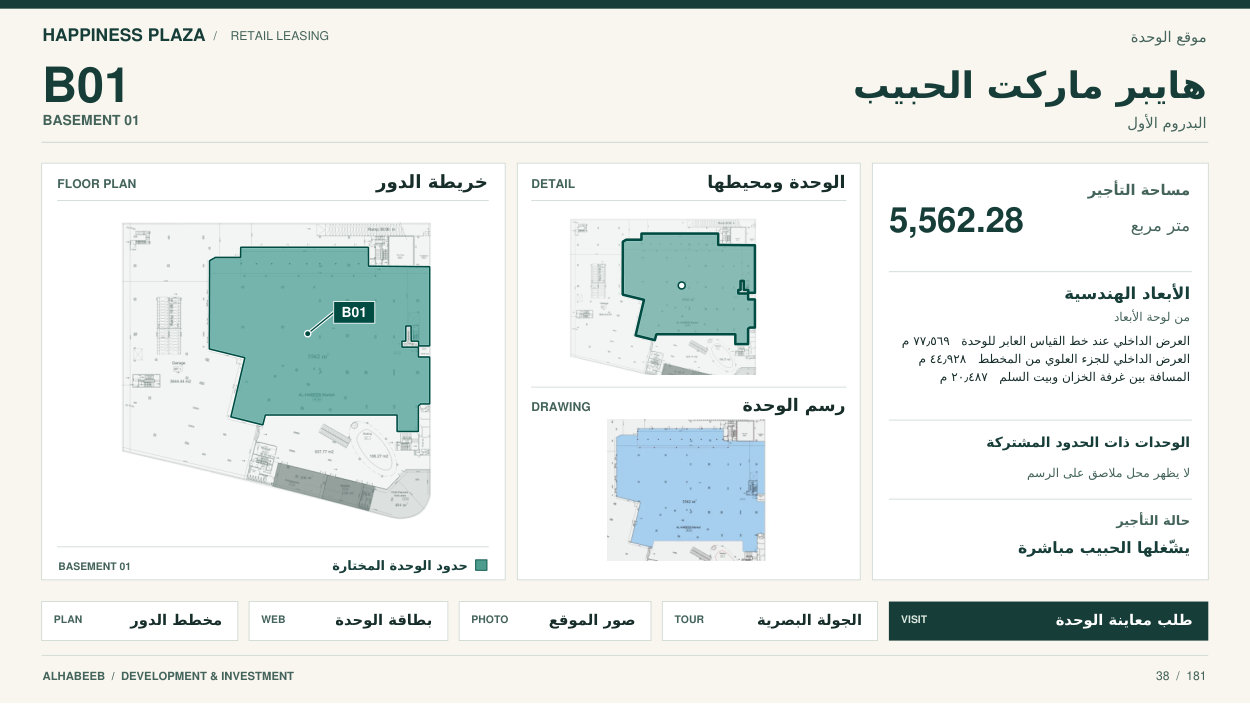 HAPPINESS PLAZA / RETAIL LEASING
موقع الوحدة
B01
هايبر ماركت الحبيب
BASEMENT 01
البدروم الأول
FLOOR PLAN
خريطة الدور
B01
BASEMENT 01
حدود الوحدة المختارة
DETAIL
الوحدة ومحيطها
DRAWING
رسم الوحدة
مساحة التأجير
5,562.28
متر مربع
الأبعاد الهندسية
من لوحة الأبعاد
العرض الداخلي عند خط القياس العابر للوحدة ٧٧٫٥٦٩ م
العرض الداخلي للجزء العلوي من المخطط ٤٤٫٩٢٨ م
المسافة بين غرفة الخزان وبيت السلم ٢٠٫٤٨٧ م
الوحدات ذات الحدود المشتركة
لا يظهر محل ملاصق على الرسم
حالة التأجير
يشّغلها الحبيب مباشرة
PLAN
مخطط الدور
WEB
بطاقة الوحدة
PHOTO
صور الموقع
TOUR
الجولة البصرية
VISIT
طلب معاينة الوحدة
ALHABEEB / DEVELOPMENT & INVESTMENT
38 / 181